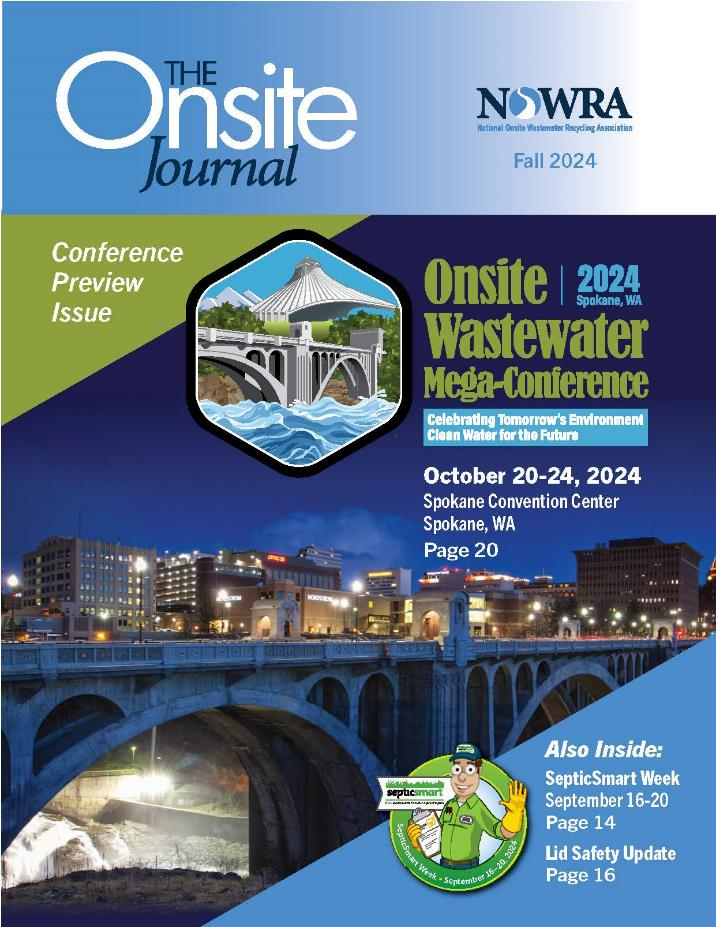 THE
Onsite
Journal
NOWRA
National Onsite Wastewater Recycling Association
Fall 2024
Conference
Preview
Issue
Onsite
2024
Spokane, WA
Wastewater
Mega-Conference
Celebrating Tomorrow's Environment
Clean Water for the Future
October 20-24, 2024
Spokane Convention Center
Spokane, WA
Page 20
NORDSTROM
Also Inside:
SepticSmart Week
September 16-20
Page 14
Lid Safety Update
Page 16
septicsmart
SepticSmart Week • September 16-20, 2024